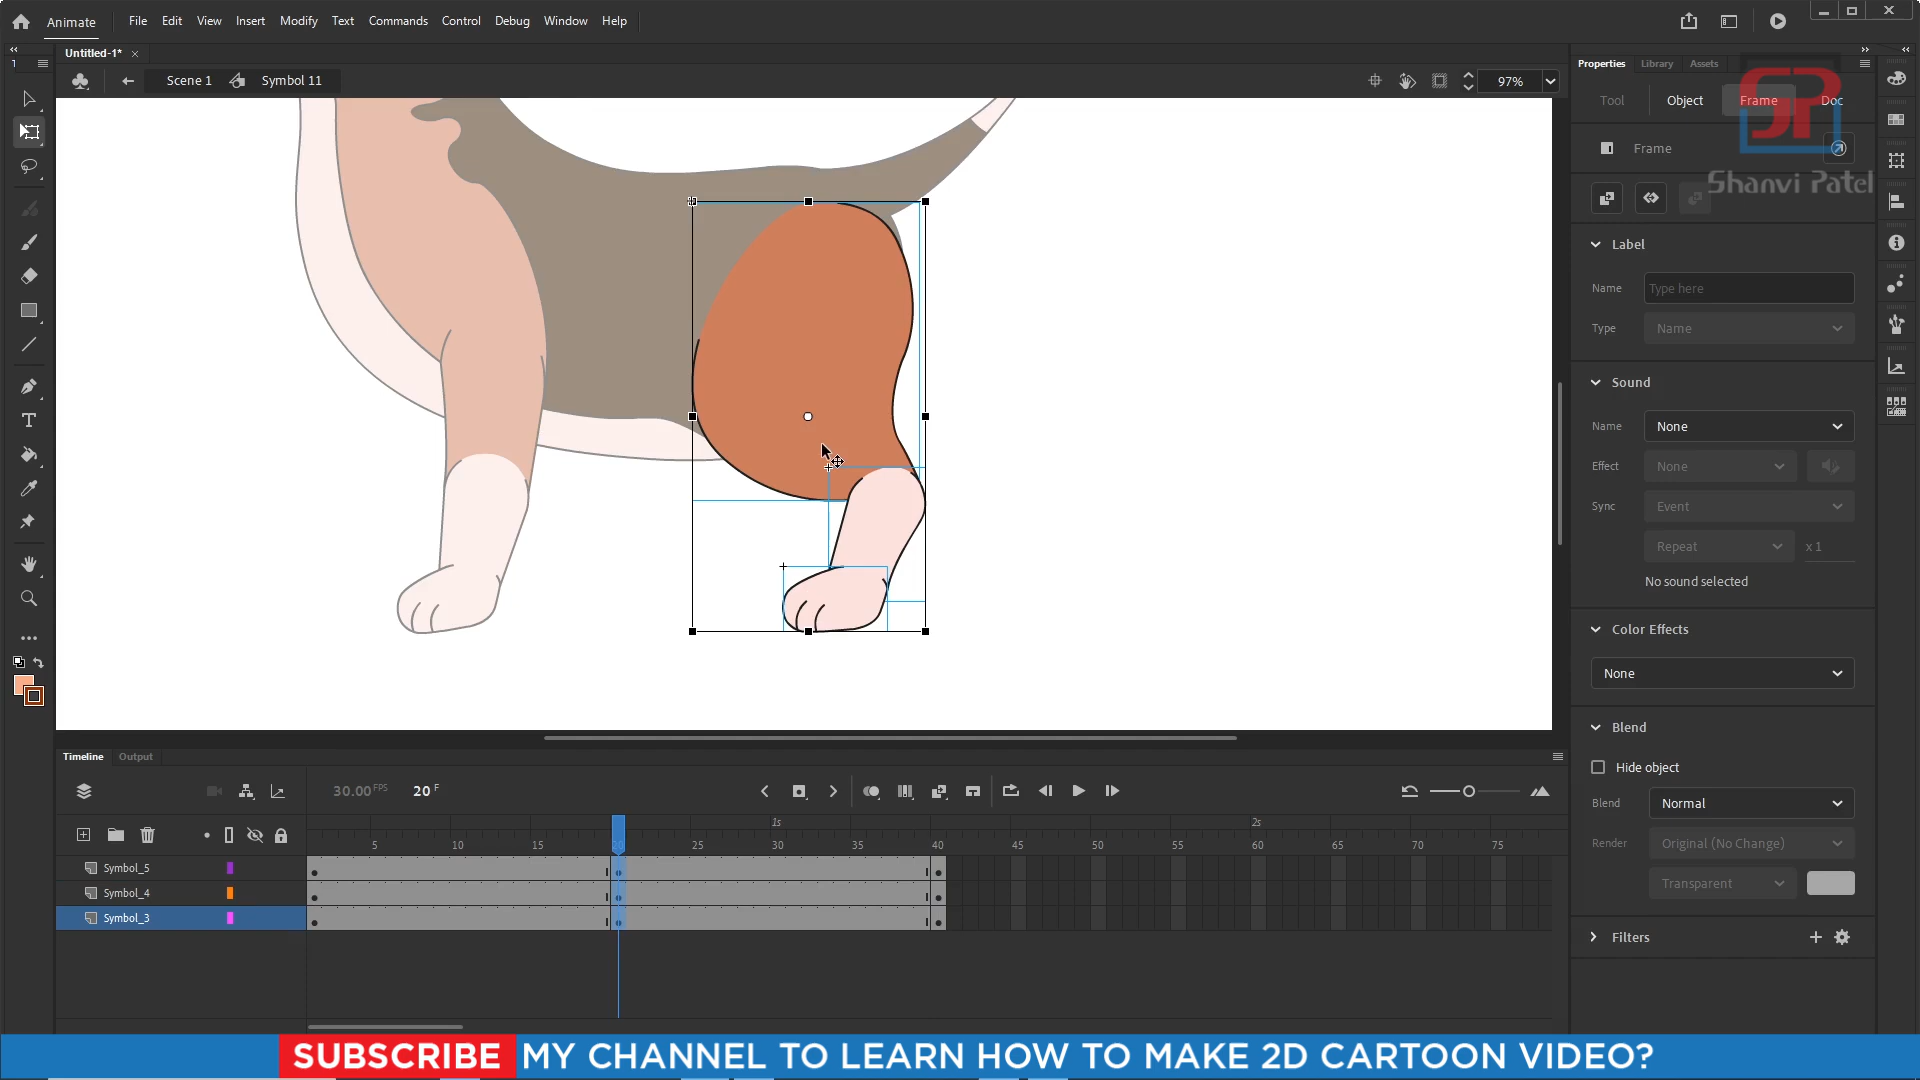 Animate File Edit View Insert Modify Text Commands Control Debug Window Help
Untitled-1* ×
Scene 1 Symbol 11 97%
Properties Library Assets
Tool Object Frame Doc
Frame
SP
Shanvi Patel
Label
Name Type here
Type Name
Sound
Name None
Effect None
Sync Event
Repeat x 1
No sound selected
Color Effects
None
Blend
Hide object
Blend Normal
Render Original (No Change)
Transparent
Filters
Timeline Output
30.00 FPS 20 F
1s 2s
5 10 15 20 25 30 35 40 45 50 55 60 65 70 75
Symbol_5
Symbol_4
Symbol_3
SUBSCRIBE MY CHANNEL TO LEARN HOW TO MAKE 2D CARTOON VIDEO?